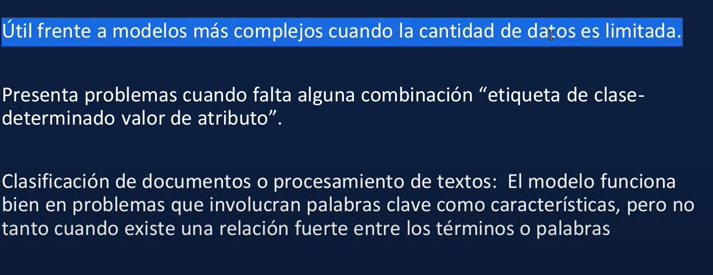 Útil frente a modelos más complejos cuando la cantidad de datos es limitada.
Presenta problemas cuando falta alguna combinación “etiqueta de clase-
determinado valor de atributo”.
Clasificación de documentos o procesamiento de textos:  El modelo funciona
bien en problemas que involucran palabras clave como características, pero no
tanto cuando existe una relación fuerte entre los términos o palabras